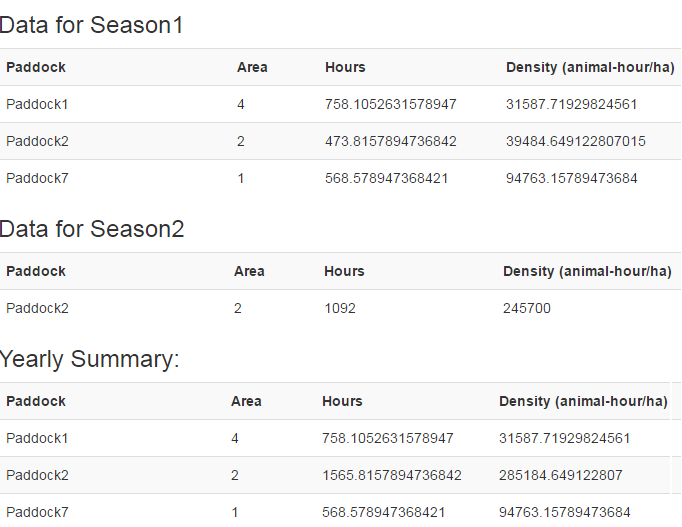 Data for Season1
Paddock Area Hours Density (animal-hour/ha)
Paddock1 4 758.1052631578947 31587.71929824561
Paddock2 2 473.8157894736842 39484.649122807015
Paddock7 1 568.578947368421 94763.15789473684
Data for Season2
Paddock Area Hours Density (animal-hour/ha)
Paddock2 2 1092 245700
Yearly Summary:
Paddock Area Hours Density (animal-hour/ha)
Paddock1 4 758.1052631578947 31587.71929824561
Paddock2 2 1565.8157894736842 285184.649122807
Paddock7 1 568.578947368421 94763.15789473684